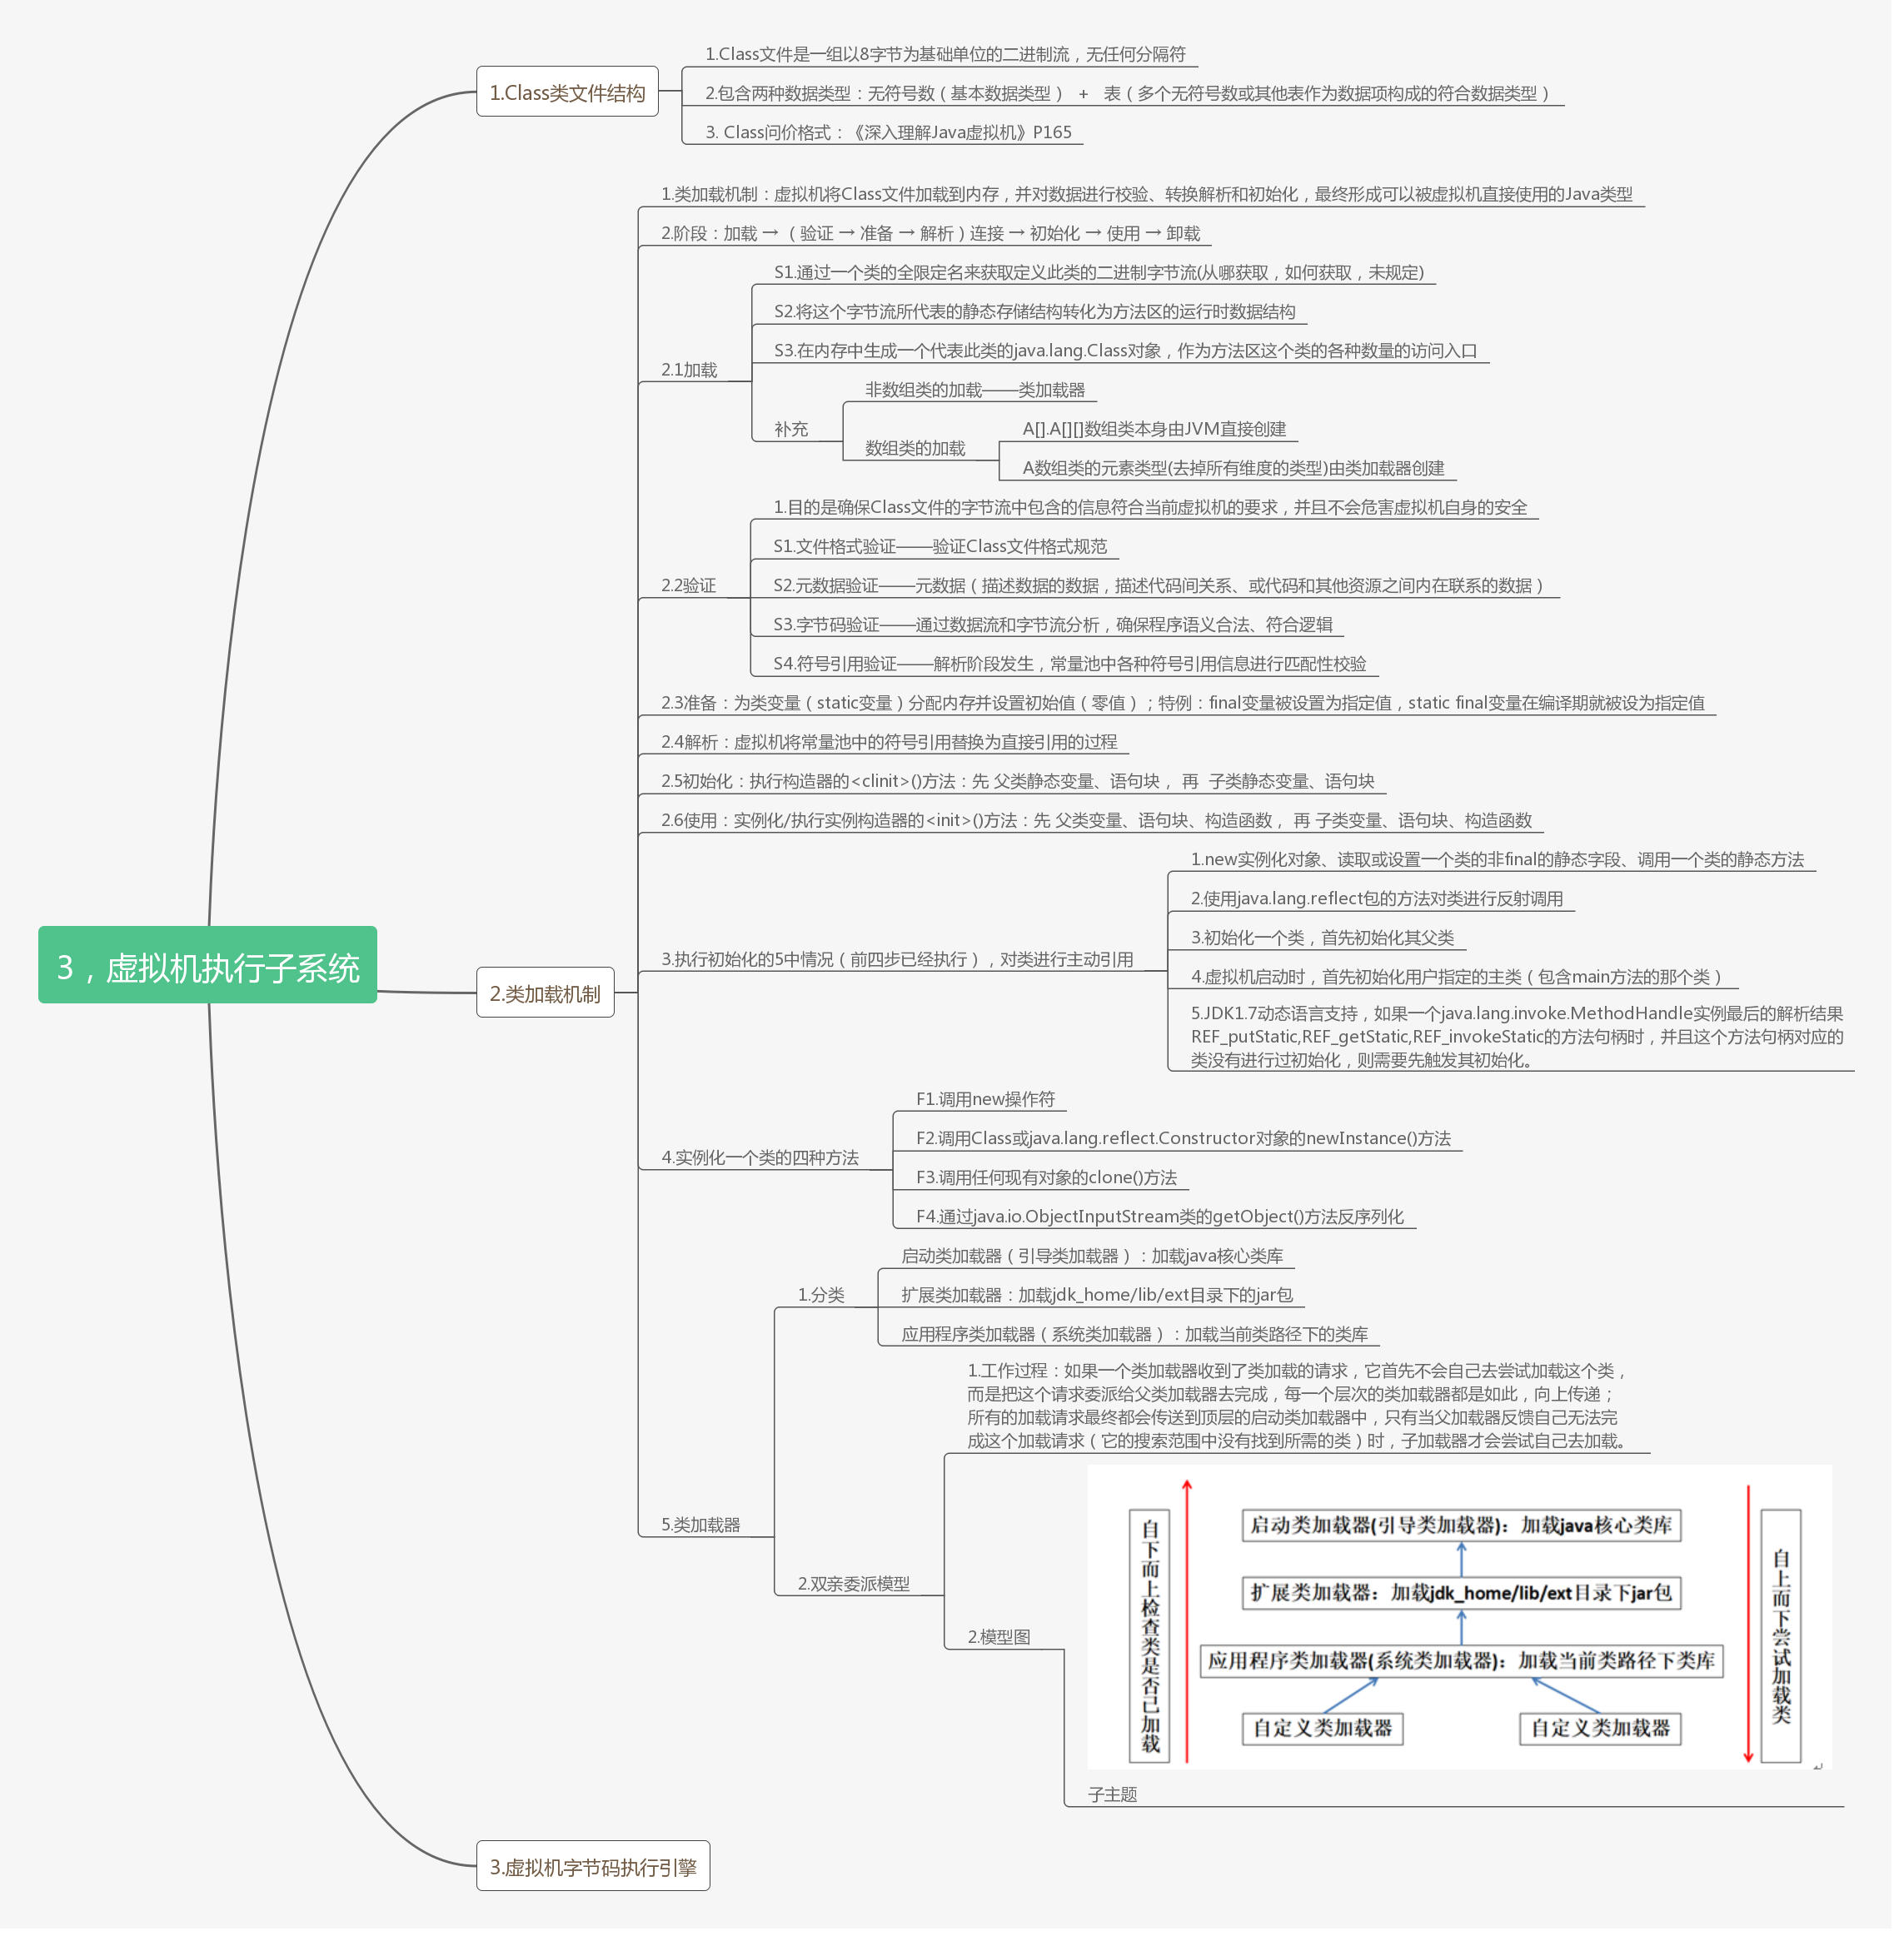 3，虚拟机执行子系统
1.Class类文件结构
1.Class文件是一组以8字节为基础单位的二进制流，无任何分隔符
2.包含两种数据类型：无符号数（基本数据类型） + 表（多个无符号数或其他表作为数据项构成的符合数据类型）
3. Class问价格式：《深入理解Java虚拟机》P165
2.类加载机制
1.类加载机制：虚拟机将Class文件加载到内存，并对数据进行校验、转换解析和初始化，最终形成可以被虚拟机直接使用的Java类型
2.阶段：加载 → （验证 → 准备 → 解析）连接 → 初始化 → 使用 → 卸载
2.1加载
S1.通过一个类的全限定名来获取定义此类的二进制字节流(从哪获取，如何获取，未规定)
S2.将这个字节流所代表的静态存储结构转化为方法区的运行时数据结构
S3.在内存中生成一个代表此类的java.lang.Class对象，作为方法区这个类的各种数量的访问入口
补充
非数组类的加载——类加载器
数组类的加载
A[].A[][]数组类本身由JVM直接创建
A数组类的元素类型(去掉所有维度的类型)由类加载器创建
2.2验证
1.目的是确保Class文件的字节流中包含的信息符合当前虚拟机的要求，并且不会危害虚拟机自身的安全
S1.文件格式验证——验证Class文件格式规范
S2.元数据验证——元数据（描述数据的数据，描述代码间关系、或代码和其他资源之间内在联系的数据）
S3.字节码验证——通过数据流和字节流分析，确保程序语义合法、符合逻辑
S4.符号引用验证——解析阶段发生，常量池中各种符号引用信息进行匹配性校验
2.3准备：为类变量（static变量）分配内存并设置初始值（零值）；特例：final变量被设置为指定值，static final变量在编译期就被设为指定值
2.4解析：虚拟机将常量池中的符号引用替换为直接引用的过程
2.5初始化：执行构造器的<clinit>()方法：先 父类静态变量、语句块， 再 子类静态变量、语句块
2.6使用：实例化/执行实例构造器的<init>()方法：先 父类变量、语句块、构造函数， 再 子类变量、语句块、构造函数
3.执行初始化的5中情况（前四步已经执行），对类进行主动引用
1.new实例化对象、读取或设置一个类的非final的静态字段、调用一个类的静态方法
2.使用java.lang.reflect包的方法对类进行反射调用
3.初始化一个类，首先初始化其父类
4.虚拟机启动时，首先初始化用户指定的主类（包含main方法的那个类）
5.JDK1.7动态语言支持，如果一个java.lang.invoke.MethodHandle实例最后的解析结果
REF_putStatic,REF_getStatic,REF_invokeStatic的方法句柄时，并且这个方法句柄对应的
类没有进行过初始化，则需要先触发其初始化。
4.实例化一个类的四种方法
F1.调用new操作符
F2.调用Class或java.lang.reflect.Constructor对象的newInstance()方法
F3.调用任何现有对象的clone()方法
F4.通过java.io.ObjectInputStream类的getObject()方法反序列化
5.类加载器
1.分类
启动类加载器（引导类加载器）：加载java核心类库
扩展类加载器：加载jdk_home/lib/ext目录下的jar包
应用程序类加载器（系统类加载器）：加载当前类路径下的类库
2.双亲委派模型
1.工作过程：如果一个类加载器收到了类加载的请求，它首先不会自己去尝试加载这个类，
而是把这个请求委派给父类加载器去完成，每一个层次的类加载器都是如此，向上传递；
所有的加载请求最终都会传送到顶层的启动类加载器中，只有当父加载器反馈自己无法完
成这个加载请求（它的搜索范围中没有找到所需的类）时，子加载器才会尝试自己去加载。
2.模型图
自下而上检查类是否已加载
启动类加载器(引导类加载器)：加载java核心类库
扩展类加载器：加载jdk_home/lib/ext目录下jar包
应用程序类加载器(系统类加载器)：加载当前类路径下类库
自定义类加载器
自定义类加载器
自上而下尝试加载类
子主题
3.虚拟机字节码执行引擎